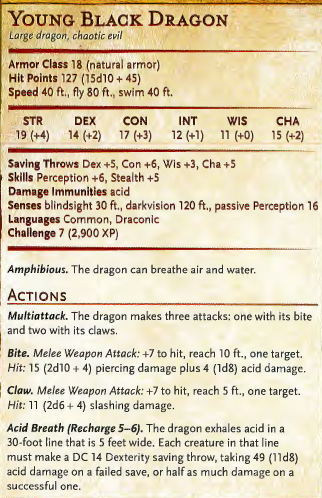 YOUNG BLACK DRAGON
Large dragon, chaotic evil
Armor Class 18 (natural armor)
Hit Points 127 (15d10 + 45)
Speed 40 ft., fly 80 ft., swim 40 ft.
STR DEX CON INT WIS CHA
19 (+4) 14 (+2) 17 (+3) 12 (+1) 11 (+0) 15 (+2)
Saving Throws Dex +5, Con +6, Wis +3, Cha +5
Skills Perception +6, Stealth +5
Damage Immunities acid
Senses blindsight 30 ft., darkvision 120 ft., passive Perception 16
Languages Common, Draconic
Challenge 7 (2,900 XP)
Amphibious. The dragon can breathe air and water.
ACTIONS
Multiattack. The dragon makes three attacks: one with its bite
and two with its claws.
Bite. Melee Weapon Attack: +7 to hit, reach 10 ft., one target.
Hit: 15 (2d10 + 4) piercing damage plus 4 (1d8) acid damage.
Claw. Melee Weapon Attack: +7 to hit, reach 5 ft., one target.
Hit: 11 (2d6 + 4) slashing damage.
Acid Breath (Recharge 5–6). The dragon exhales acid in a
30-foot line that is 5 feet wide. Each creature in that line
must make a DC 14 Dexterity saving throw, taking 49 (11d8)
acid damage on a failed save, or half as much damage on a
successful one.